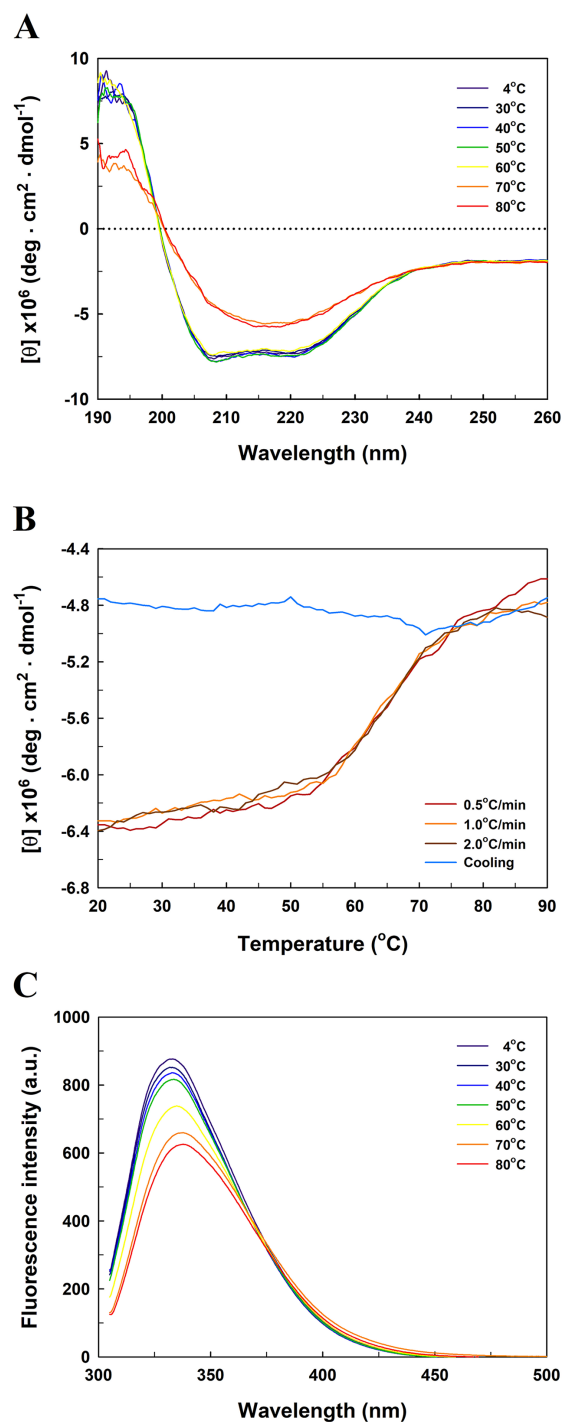 A
[θ] x10⁶ (deg · cm² · dmol⁻¹)
10
5
0
-5
-10
4°C
30°C
40°C
50°C
60°C
70°C
80°C
190 200 210 220 230 240 250 260
Wavelength (nm)
B
[θ] x10⁶ (deg · cm² · dmol⁻¹)
-4.4
-4.8
-5.2
-5.6
-6.0
-6.4
-6.8
0.5°C/min
1.0°C/min
2.0°C/min
Cooling
20 30 40 50 60 70 80 90
Temperature (°C)
C
Fluorescence intensity (a.u.)
1000
800
600
400
200
0
4°C
30°C
40°C
50°C
60°C
70°C
80°C
300 350 400 450 500
Wavelength (nm)